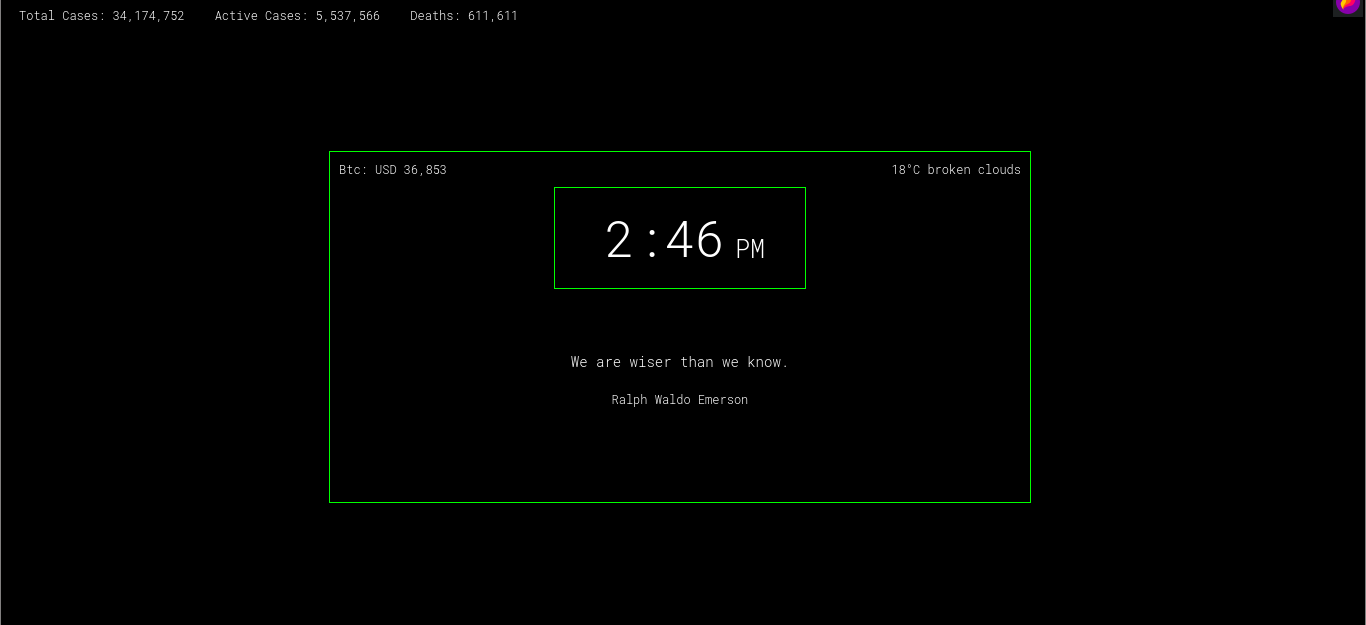 Total Cases: 34,174,752 Active Cases: 5,537,566 Deaths: 611,611
Btc: USD 36,853 18°C broken clouds
2:46 PM
We are wiser than we know.
Ralph Waldo Emerson